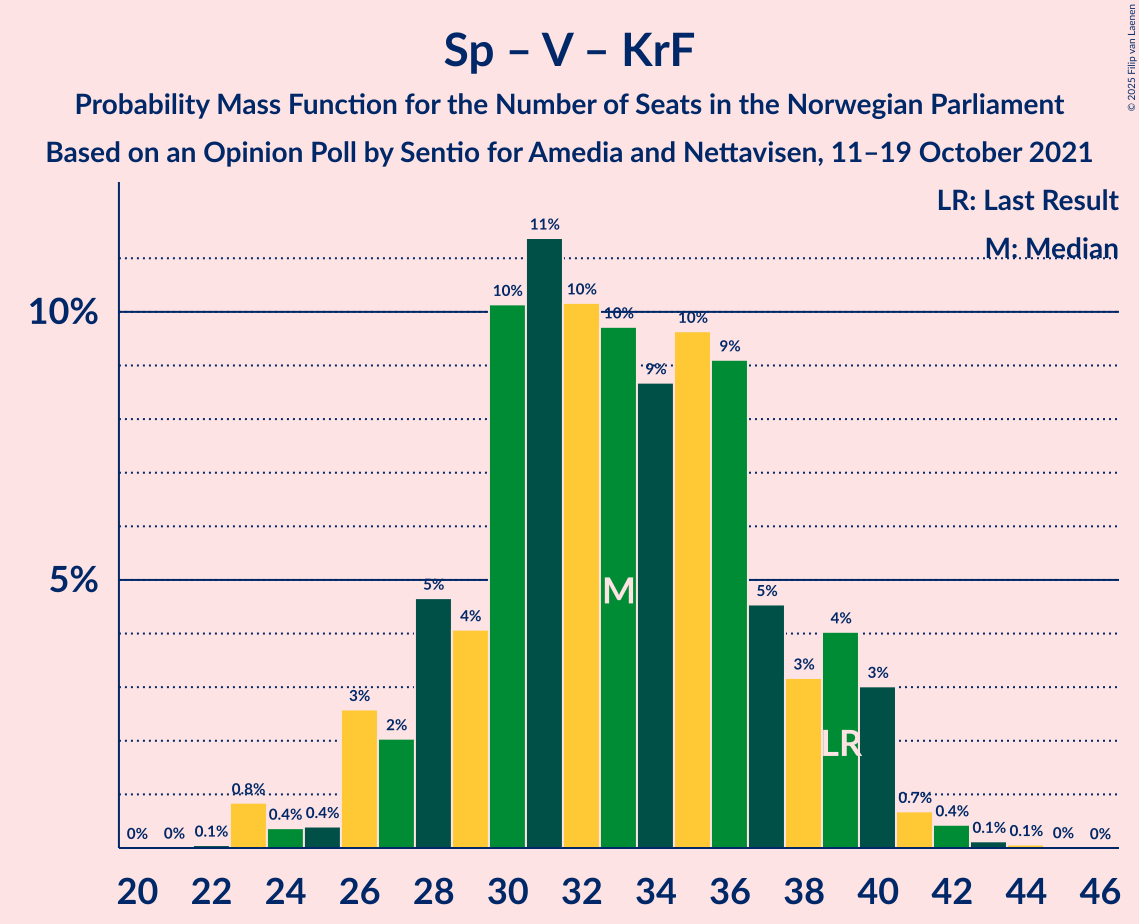 Sp – V – KrF
Probability Mass Function for the Number of Seats in the Norwegian Parliament
Based on an Opinion Poll by Sentio for Amedia and Nettavisen, 11–19 October 2021
© 2025 Filip van Laenen
LR: Last Result
M: Median
10%
5%
0% 0% 0.1% 0.8% 0.4% 0.4% 3% 2% 5% 4% 10% 11% 10% 10% 9% 10% 9% 5% 3% 4% 3% 0.7% 0.4% 0.1% 0.1% 0% 0%
M
LR
20 22 24 26 28 30 32 34 36 38 40 42 44 46